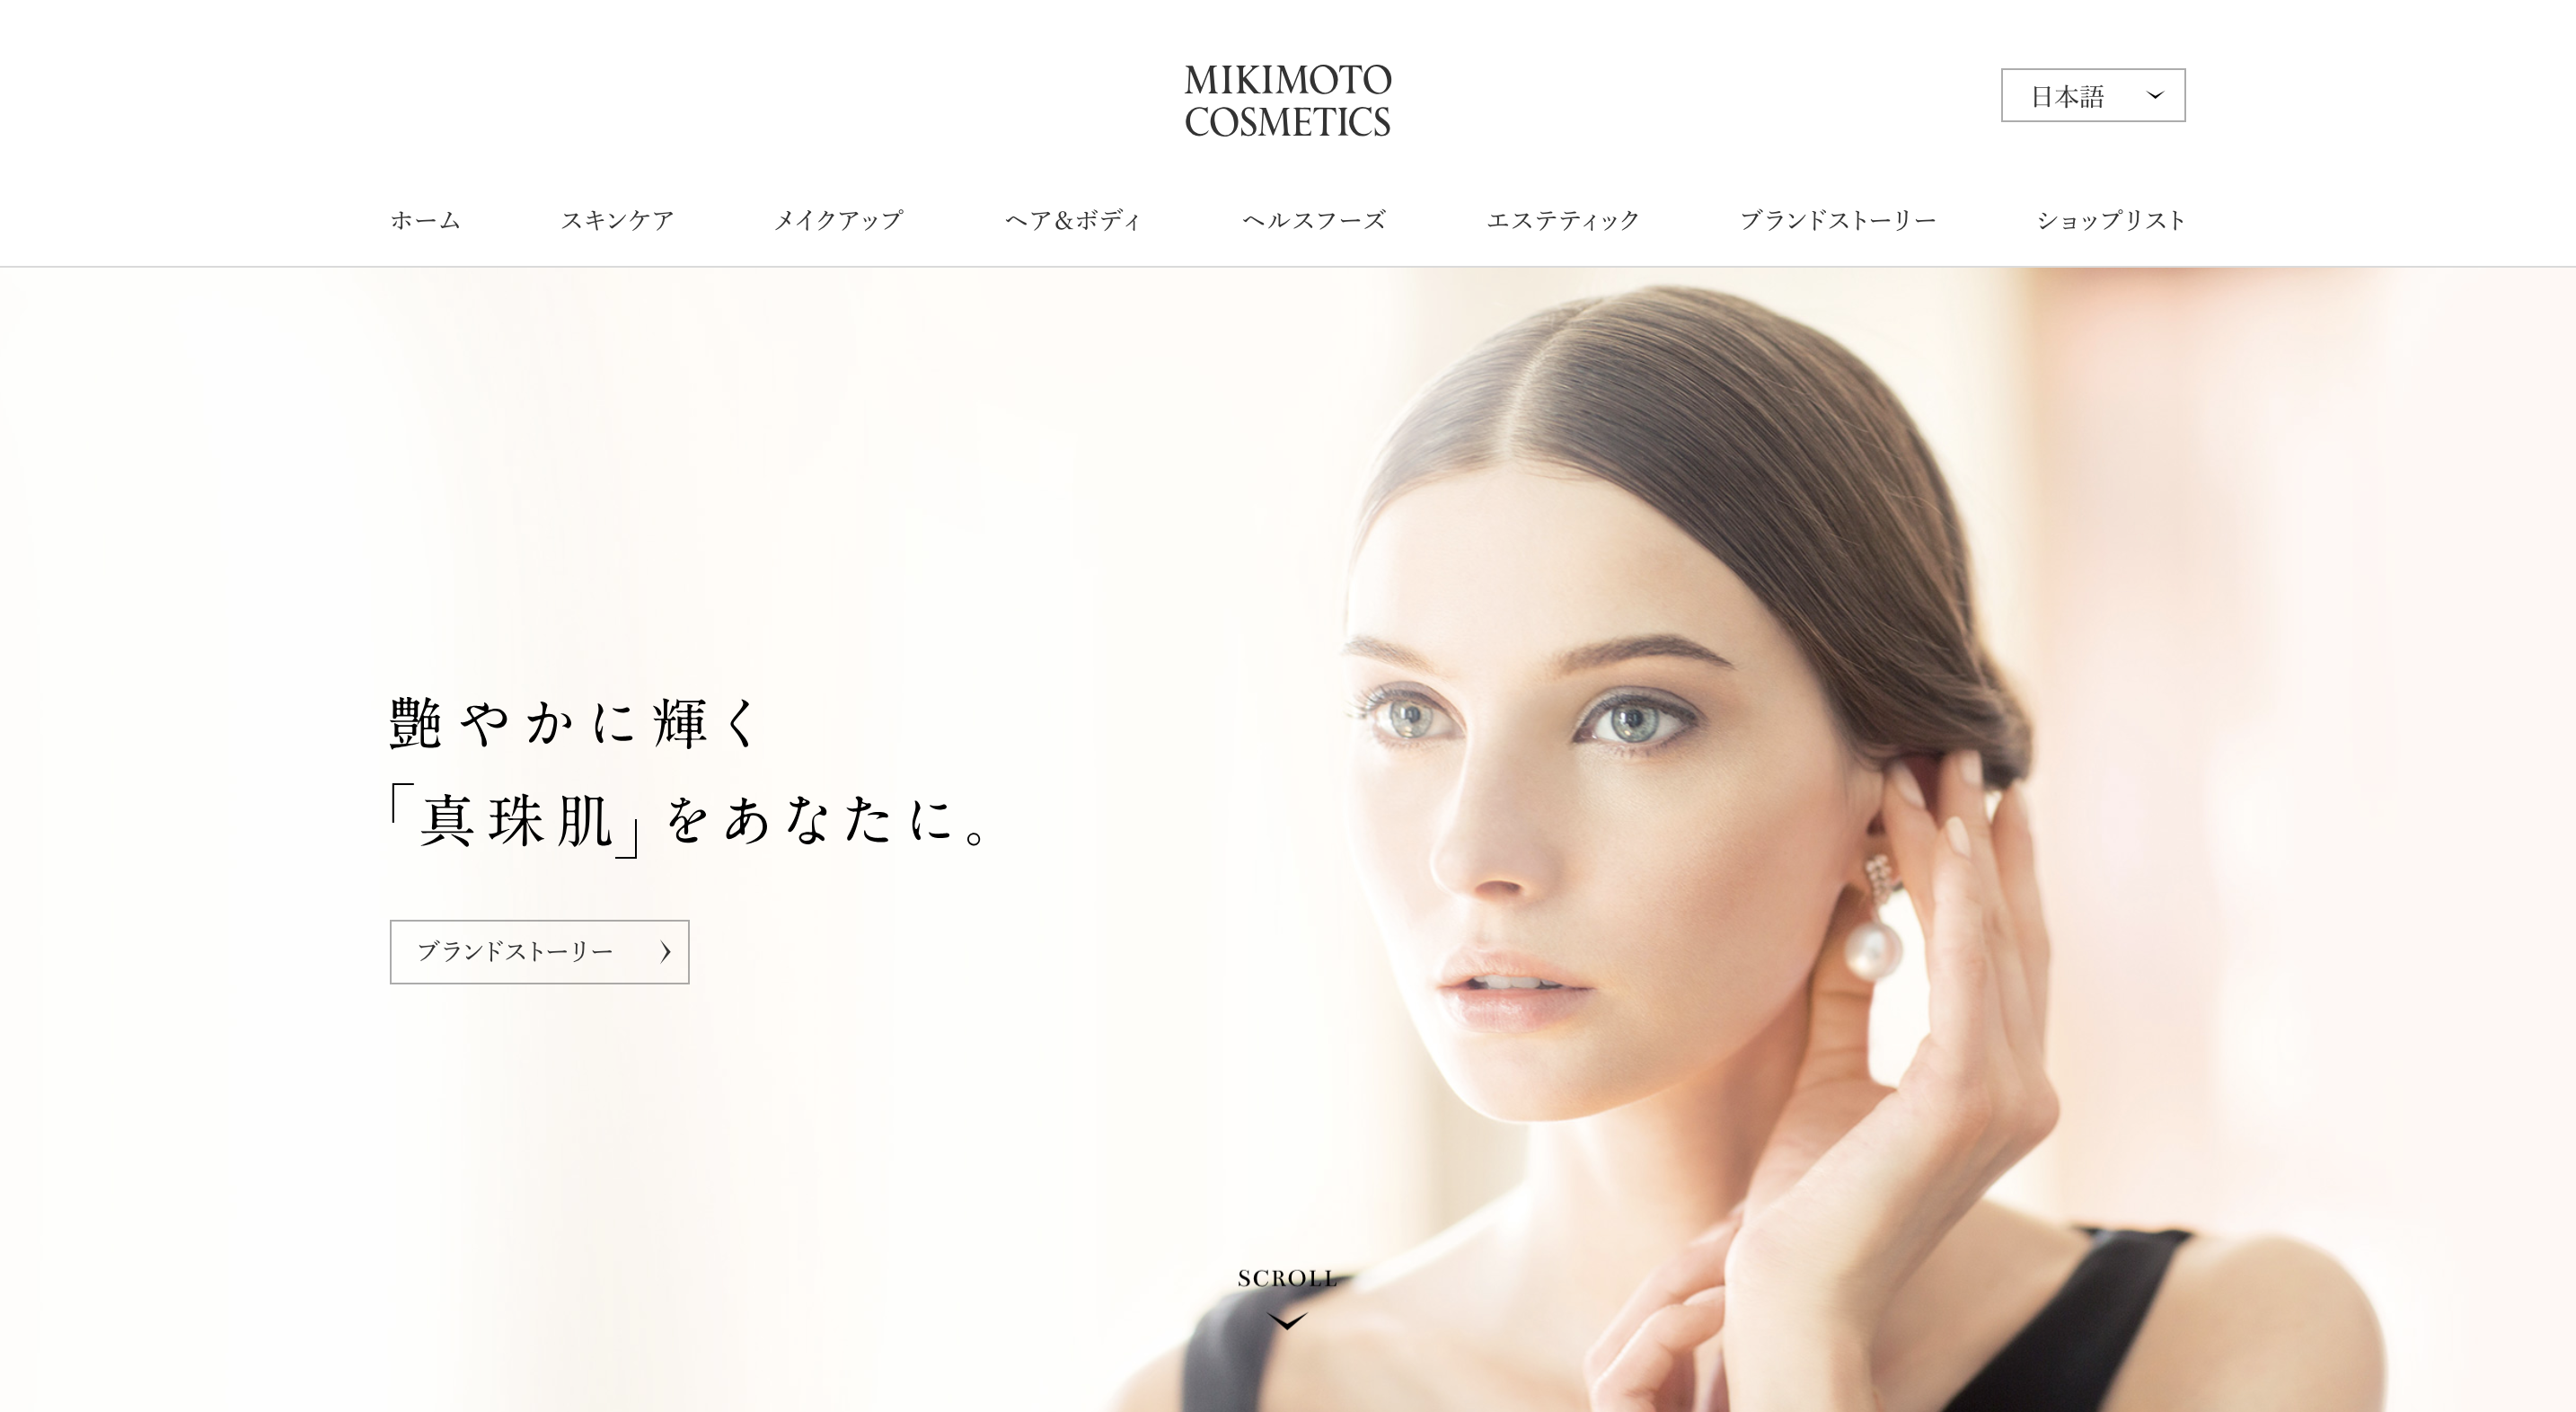 MIKIMOTO
COSMETICS
日本語
ホーム スキンケア メイクアップ ヘア&ボディ ヘルスフーズ エステティック ブランドストーリー ショップリスト
艶やかに輝く
「真珠肌」をあなたに。
ブランドストーリー
SCROLL